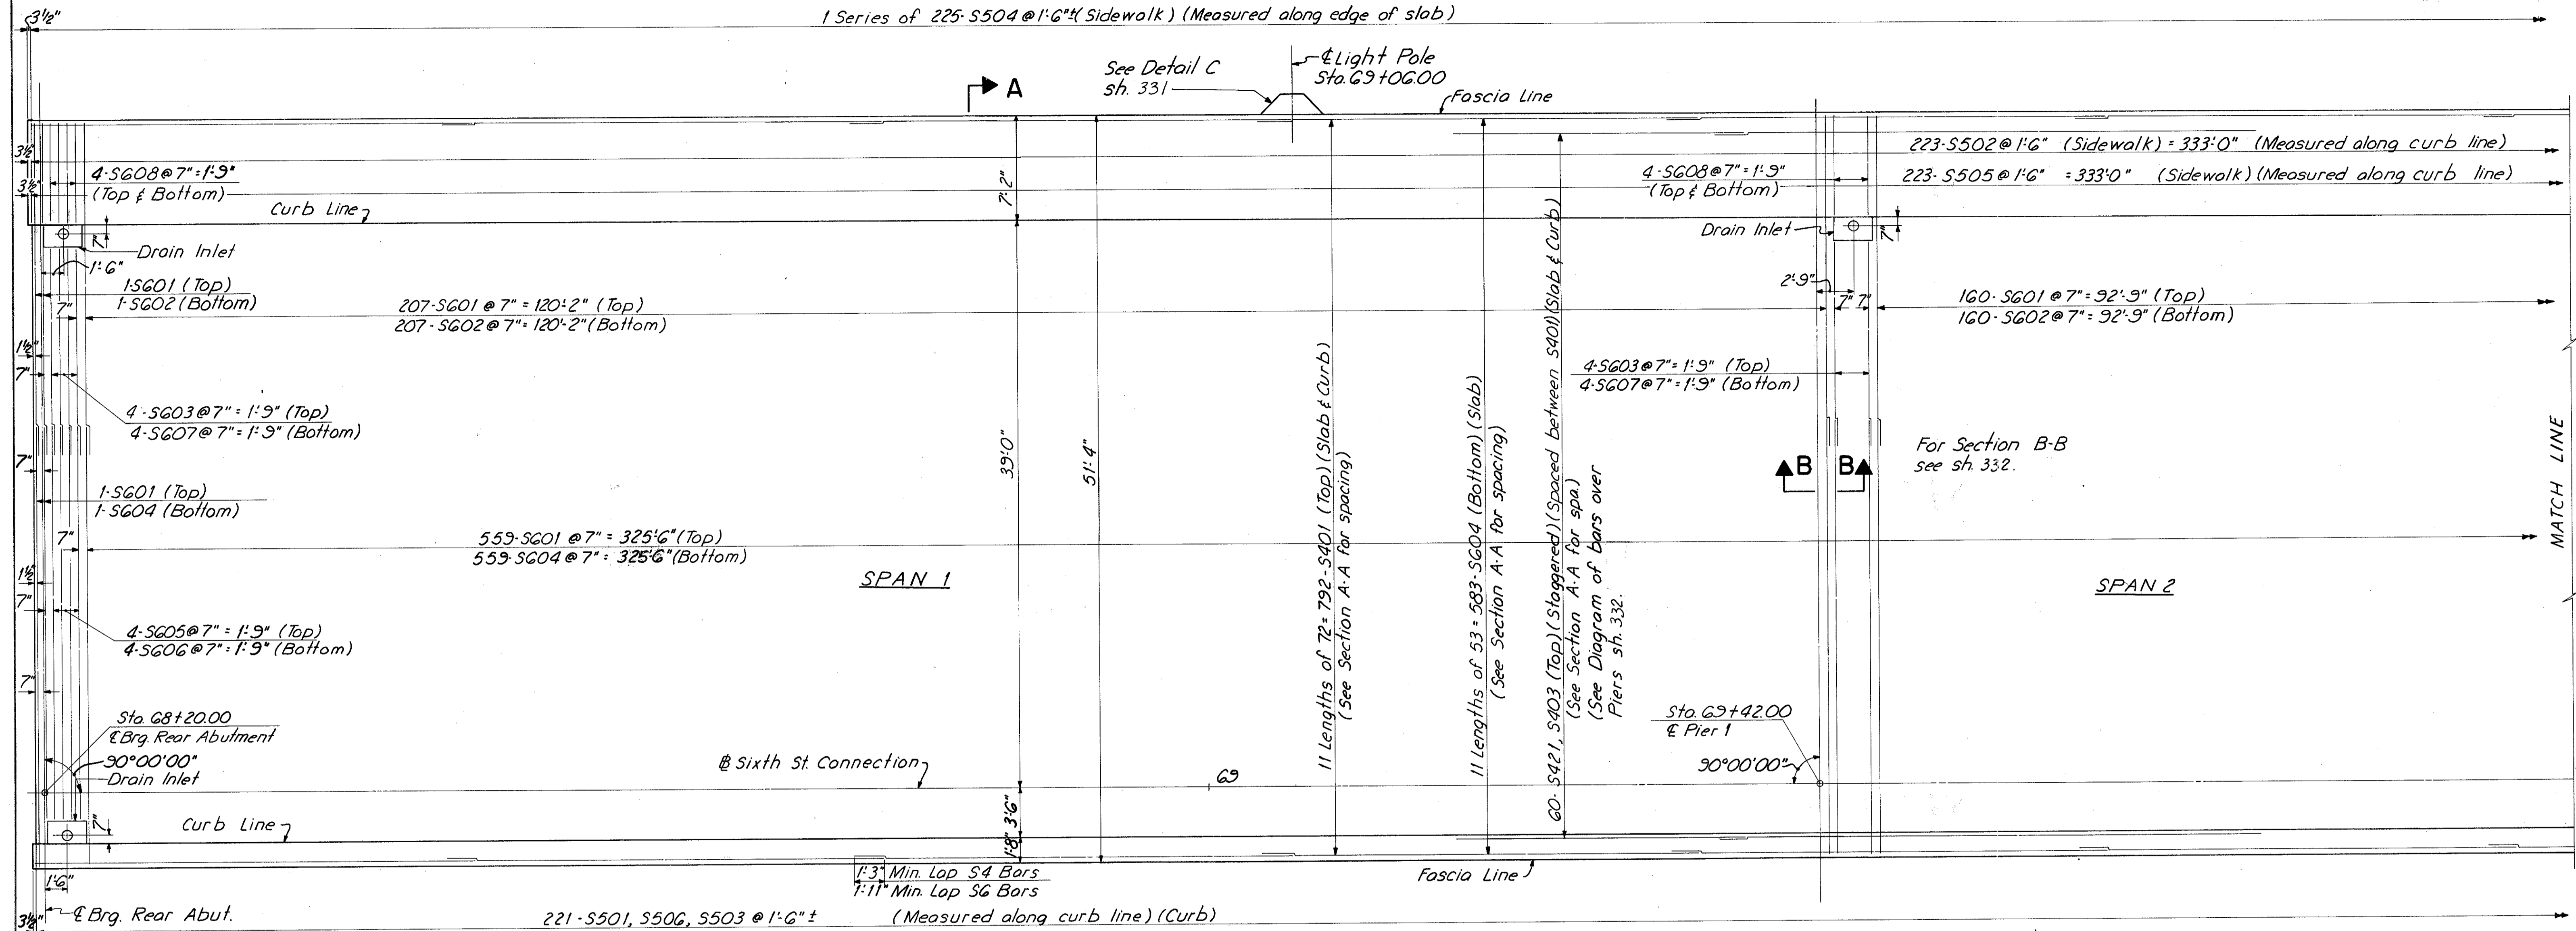 3½"
1 Series of 225-S504 @ 1'-6"± (Sidewalk) (Measured along edge of slab)
See Detail C
sh. 331
℄ Light Pole
Sta. 69+06.00
A
Fascia Line
3½"
223-S502 @ 1'-6" (Sidewalk) = 333'-0" (Measured along curb line)
4-S608 @ 7" = 1'-9"
(Top & Bottom)
3½"
7'-2"
4-S608 @ 7" = 1'-9"
(Top & Bottom)
223-S505 @ 1'-6" = 333'-0" (Sidewalk) (Measured along curb line)
Curb Line
7"
Drain Inlet
1'-6"
Drain Inlet
7"
1-S601 (Top)
1-S602 (Bottom)
7"
207-S601 @ 7" = 120'-2" (Top)
207-S602 @ 7" = 120'-2" (Bottom)
2'-9"
7" 7"
160-S601 @ 7" = 92'-9" (Top)
160-S602 @ 7" = 92'-9" (Bottom)
1½"
7"
4-S603 @ 7" = 1'-9" (Top)
4-S607 @ 7" = 1'-9" (Bottom)
4-S603 @ 7" = 1'-9" (Top)
4-S607 @ 7" = 1'-9" (Bottom)
39'-0"
51'-4"
11 Lengths of 72 = 792-S401 (Top) (Slab & Curb)
(See Section A-A for spacing)
11 Lengths of 53 = 583-S604 (Bottom) (Slab)
(See Section A-A for spacing)
60-S421, S403 (Top) (Staggered) (Spaced between S401) (Slab & Curb)
(See Section A-A for spa.)
(See Diagram of bars over
Piers sh. 332.
B B
For Section B-B
see sh. 332.
MATCH LINE
7"
1-S601 (Top)
1-S604 (Bottom)
7"
559-S601 @ 7" = 325'-6" (Top)
559-S604 @ 7" = 325'-6" (Bottom)
1½"
SPAN 1
SPAN 2
7"
4-S605 @ 7" = 1'-9" (Top)
4-S606 @ 7" = 1'-9" (Bottom)
7"
Sta. 68+20.00
℄ Brg. Rear Abutment
90°00'00"
Drain Inlet
Sta. 69+42.00
℄ Pier 1
90°00'00"
Sixth St. Connection
69
3'-6"
1'-8"
7"
Curb Line
1'-6"
1'-3" Min. Lap S4 Bars
1'-11" Min. Lap S6 Bars
Fascia Line
3½"
℄ Brg. Rear Abut.
221-S501, S506, S503 @ 1'-6"± (Measured along curb line) (Curb)